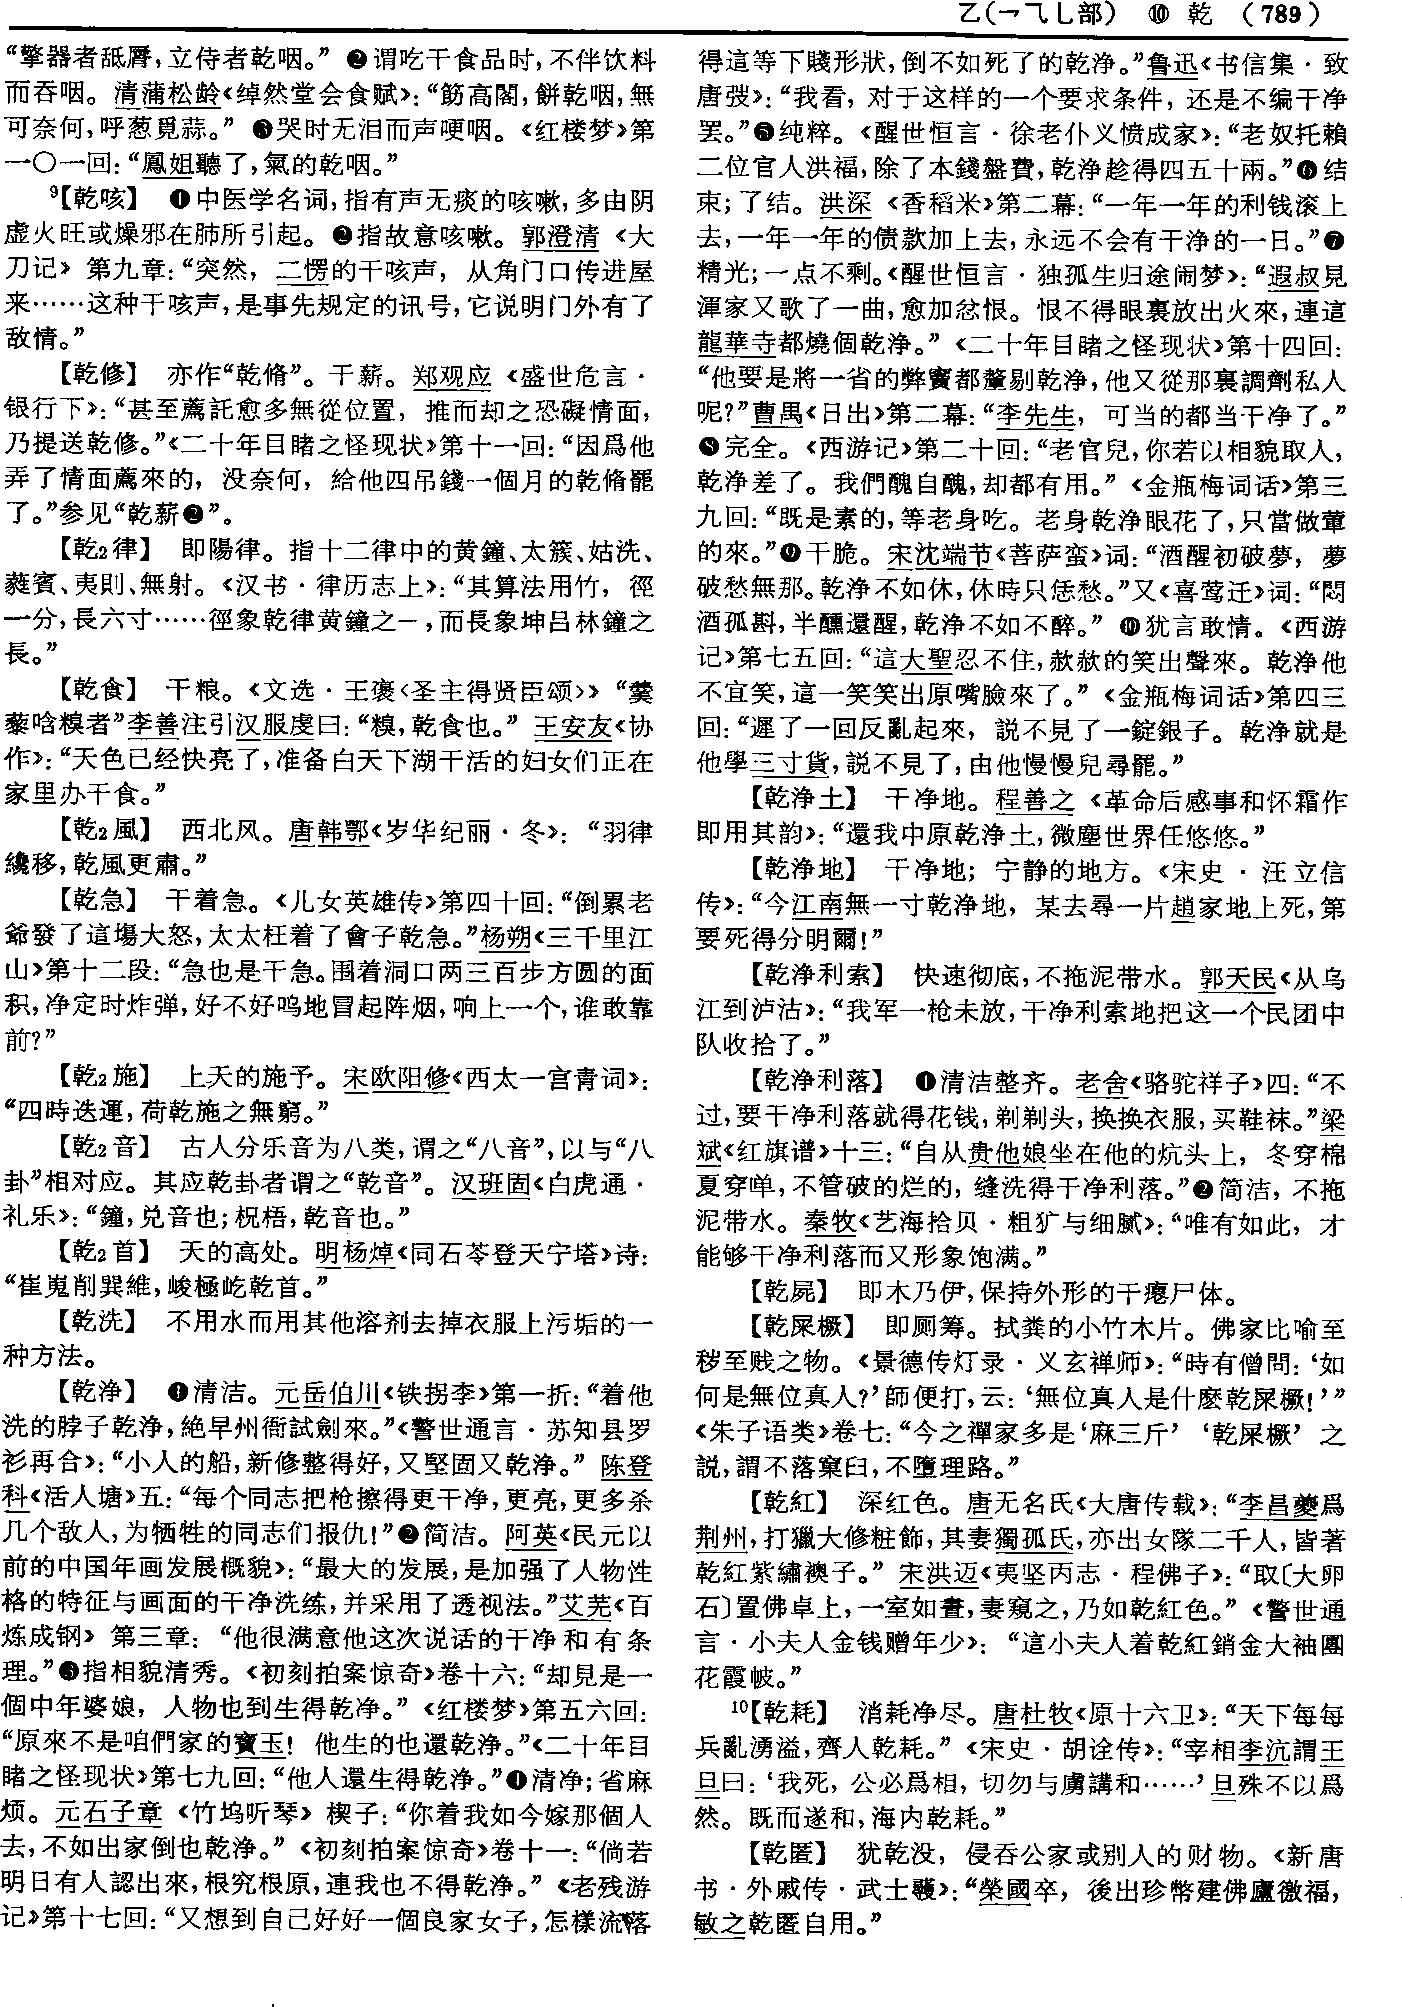 乙(乛⺄乚部) ⑩ 乾 (789)
“擎器者舐脣，立侍者乾咽。” ❷谓吃干食品时，不伴饮料
而吞咽。清蒲松龄《绰然堂会食赋》：“筯高閣，餅乾咽，無
可奈何，呼葱覓蒜。” ❸哭时无泪而声哽咽。《红楼梦》第
一〇一回：“鳳姐聽了，氣的乾咽。”
⁹【乾咳】 ❶中医学名词，指有声无痰的咳嗽，多由阴
虚火旺或燥邪在肺所引起。❷指故意咳嗽。郭澄清《大
刀记》第九章：“突然，二愣的干咳声，从角门口传进屋
来……这种干咳声，是事先规定的讯号，它说明门外有了
敌情。”
【乾修】 亦作“乾脩”。干薪。郑观应《盛世危言·
银行下》：“甚至薦託愈多無從位置，推而却之恐礙情面，
乃提送乾修。”《二十年目睹之怪现状》第十一回：“因爲他
弄了情面薦來的，没奈何，給他四吊錢一個月的乾脩罷
了。”参见“乾薪❷”。
【乾₂律】 即陽律。指十二律中的黄鐘、太簇、姑洗、
蕤賓、夷則、無射。《汉书·律历志上》：“其算法用竹，徑
一分，長六寸……徑象乾律黄鐘之一，而長象坤吕林鐘之
長。”
【乾食】 干粮。《文选·王褒〈圣主得贤臣颂〉》“羹
藜唅糗者”李善注引汉服虔曰：“糗，乾食也。” 王安友《协
作》：“天色已经快亮了，准备白天下湖干活的妇女们正在
家里办干食。”
【乾₂風】 西北风。唐韩鄂《岁华纪丽·冬》：“羽律
纔移，乾風更肅。”
【乾急】 干着急。《儿女英雄传》第四十回：“倒累老
爺發了這塲大怒，太太枉着了會子乾急。”杨朔《三千里江
山》第十二段：“急也是干急。围着洞口两三百步方圆的面
积，净定时炸弹，好不好呜地冒起阵烟，响上一个，谁敢靠
前？”
【乾₂施】 上天的施予。宋欧阳修《西太一宫青词》：
“四時迭運，荷乾施之無窮。”
【乾₂音】 古人分乐音为八类，谓之“八音”，以与“八
卦”相对应。其应乾卦者谓之“乾音”。汉班固《白虎通·
礼乐》：“鐘，兑音也；柷梧，乾音也。”
【乾₂首】 天的高处。明杨焯《同石苓登天宁塔》诗：
“崔嵬削巽維，峻極屹乾首。”
【乾洗】 不用水而用其他溶剂去掉衣服上污垢的一
种方法。
【乾净】 ❶清洁。元岳伯川《铁拐李》第一折：“着他
洗的脖子乾净，絶早州衙試劍來。”《警世通言·苏知县罗
衫再合》：“小人的船，新修整得好，又堅固又乾净。” 陈登
科《活人塘》五：“每个同志把枪擦得更干净，更亮，更多杀
几个敌人，为牺牲的同志们报仇！”❷简洁。阿英《民元以
前的中国年画发展概貌》：“最大的发展，是加强了人物性
格的特征与画面的干净洗练，并采用了透视法。”艾芜《百
炼成钢》第三章：“他很满意他这次说话的干净和有条
理。”❸指相貌清秀。《初刻拍案惊奇》卷十六：“却見是一
個中年婆娘，人物也到生得乾净。” 《红楼梦》第五六回：
“原來不是咱們家的寳玉！他生的也還乾净。”《二十年目
睹之怪现状》第七九回：“他人還生得乾净。”❹清净；省麻
烦。元石子章《竹坞听琴》楔子：“你着我如今嫁那個人
去，不如出家倒也乾净。” 《初刻拍案惊奇》卷十一：“倘若
明日有人認出來，根究根原，連我也不得乾净。” 《老残游
记》第十七回：“又想到自己好好一個良家女子，怎樣流落
得這等下賤形狀，倒不如死了的乾净。”鲁迅《书信集·致
唐弢》：“我看，对于这样的一个要求条件，还是不编干净
罢。”❺纯粹。《醒世恒言·徐老仆义愤成家》：“老奴托賴
二位官人洪福，除了本錢盤費，乾净趁得四五十兩。”❻结
束；了结。洪深《香稻米》第二幕：“一年一年的利钱滚上
去，一年一年的债款加上去，永远不会有干净的一日。”❼
精光；一点不剩。《醒世恒言·独孤生归途闹梦》：“遐叔見
渾家又歌了一曲，愈加忿恨。恨不得眼裏放出火來，連這
龍華寺都燒個乾净。” 《二十年目睹之怪现状》第十四回：
“他要是將一省的弊竇都釐剔乾净，他又從那裏調劑私人
呢？”曹禺《日出》第二幕：“李先生，可当的都当干净了。”
❽完全。《西游记》第二十回：“老官兒，你若以相貌取人，
乾净差了。我們醜自醜，却都有用。” 《金瓶梅词话》第三
九回：“既是素的，等老身吃。老身乾净眼花了，只當做葷
的來。”❾干脆。宋沈端节《菩萨蛮》词：“酒醒初破夢，夢
破愁無那。乾净不如休，休時只恁愁。”又《喜莺迁》词：“悶
酒孤斟，半醺還醒，乾净不如不醉。” ❿犹言敢情。《西游
记》第七五回：“這大聖忍不住，赦赦的笑出聲來。乾净他
不宜笑，這一笑笑出原嘴臉來了。” 《金瓶梅词话》第四三
回：“遲了一回反亂起來，説不見了一錠銀子。乾净就是
他學三寸貨，説不見了，由他慢慢兒尋罷。”
【乾净土】 干净地。程善之《革命后感事和怀霜作
即用其韵》：“還我中原乾净土，微塵世界任悠悠。”
【乾净地】 干净地；宁静的地方。《宋史·汪立信
传》：“今江南無一寸乾净地，某去尋一片趙家地上死，第
要死得分明爾！”
【乾净利索】 快速彻底，不拖泥带水。郭天民《从乌
江到泸沽》：“我军一枪未放，干净利索地把这一个民团中
队收拾了。”
【乾净利落】 ❶清洁整齐。老舍《骆驼祥子》四：“不
过，要干净利落就得花钱，剃剃头，换换衣服，买鞋袜。”梁
斌《红旗谱》十三：“自从贵他娘坐在他的炕头上，冬穿棉
夏穿单，不管破的烂的，缝洗得干净利落。”❷简洁，不拖
泥带水。秦牧《艺海拾贝·粗犷与细腻》：“唯有如此，才
能够干净利落而又形象饱满。”
【乾屍】 即木乃伊，保持外形的干瘪尸体。
【乾屎橛】 即厕筹。拭粪的小竹木片。佛家比喻至
秽至贱之物。《景德传灯录·义玄禅师》：“時有僧問：‘如
何是無位真人？’師便打，云：‘無位真人是什麽乾屎橛！’”
《朱子语类》卷七：“今之禪家多是‘麻三斤’‘乾屎橛’之
説，謂不落窠臼，不墮理路。”
【乾紅】 深红色。唐无名氏《大唐传载》：“李昌夔爲
荆州，打獵大修粧飾，其妻獨孤氏，亦出女隊二千人，皆著
乾紅紫繡襖子。” 宋洪迈《夷坚丙志·程佛子》：“取〔大卵
石〕置佛卓上，一室如晝，妻窺之，乃如乾紅色。” 《警世通
言·小夫人金钱赠年少》：“這小夫人着乾紅銷金大袖團
花霞帔。”
¹⁰【乾耗】 消耗净尽。唐杜牧《原十六卫》：“天下每每
兵亂湧溢，齊人乾耗。” 《宋史·胡诠传》：“宰相李沆謂王
旦曰：‘我死，公必爲相，切勿与虜講和……’旦殊不以爲
然。既而遂和，海内乾耗。”
【乾匿】 犹乾没，侵吞公家或别人的财物。《新唐
书·外戚传·武士彠》：“榮國卒，後出珍幣建佛廬徼福，
敏之乾匿自用。”